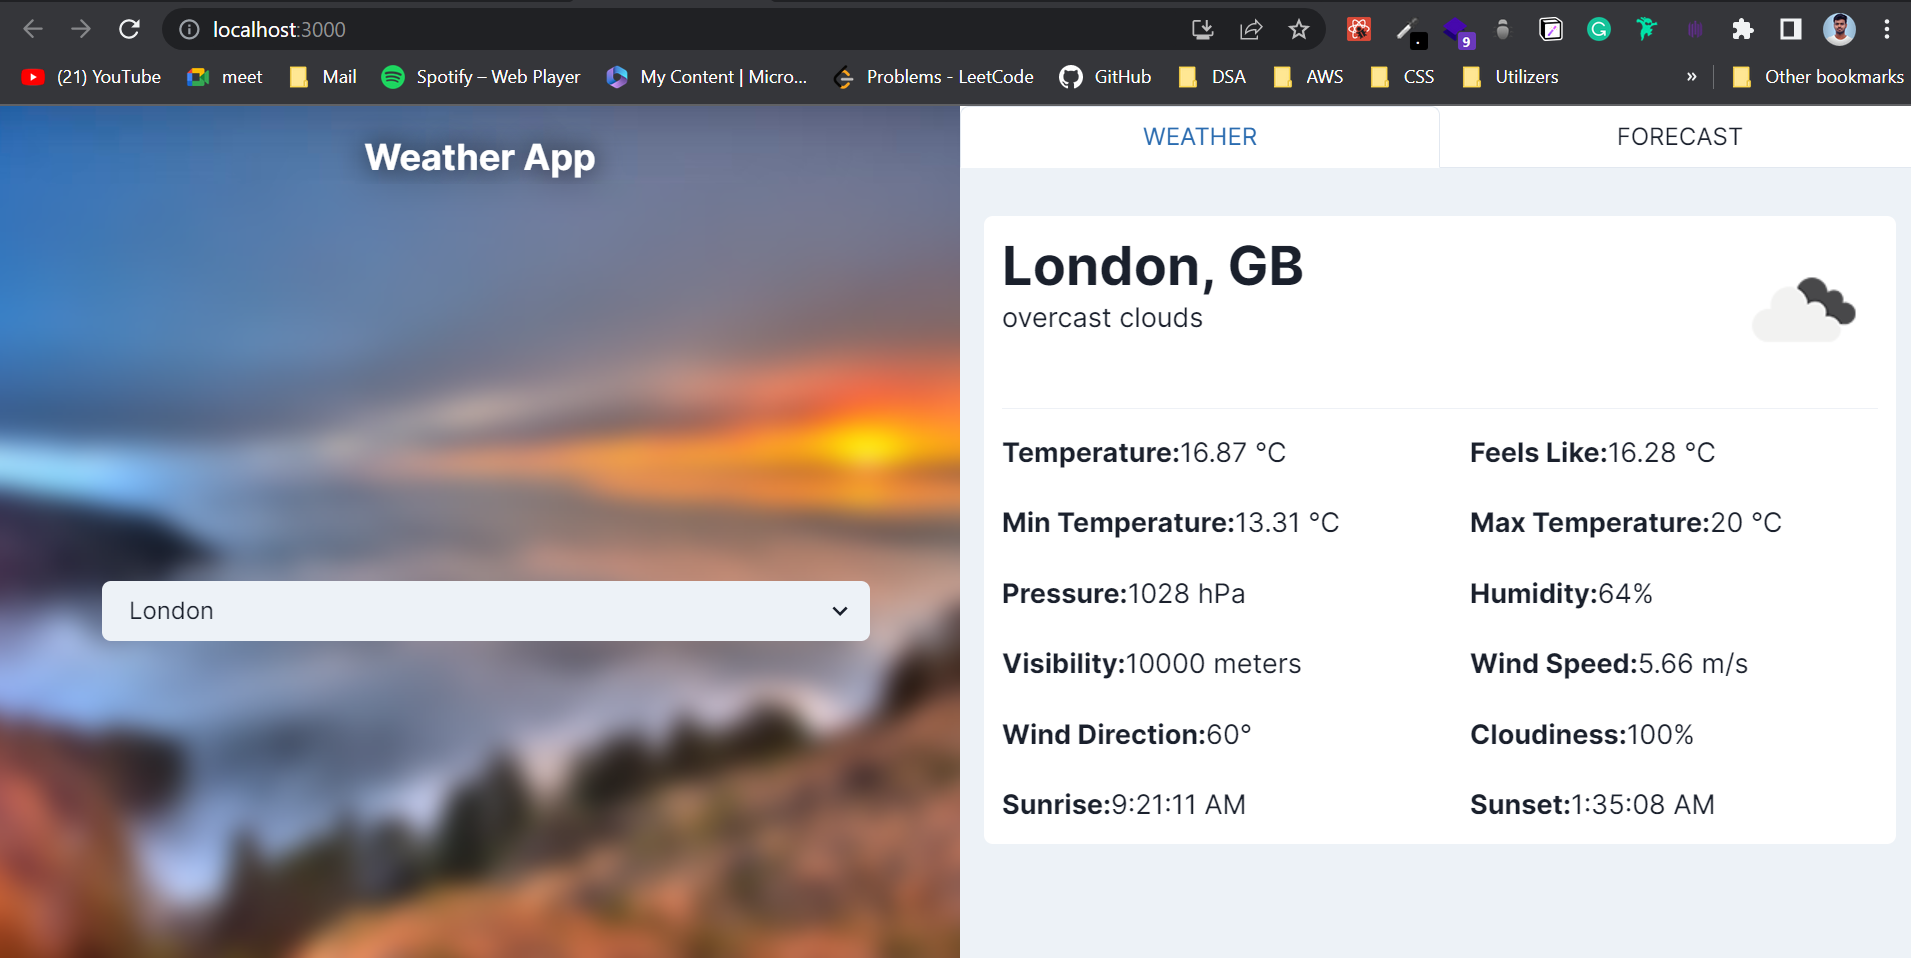 localhost:3000
9
(21) YouTube meet Mail Spotify – Web Player My Content | Micro... Problems - LeetCode GitHub DSA AWS CSS Utilizers » Other bookmarks
Weather App
London
WEATHER FORECAST
London, GB
overcast clouds
Temperature:16.87 °C Feels Like:16.28 °C
Min Temperature:13.31 °C Max Temperature:20 °C
Pressure:1028 hPa Humidity:64%
Visibility:10000 meters Wind Speed:5.66 m/s
Wind Direction:60° Cloudiness:100%
Sunrise:9:21:11 AM Sunset:1:35:08 AM